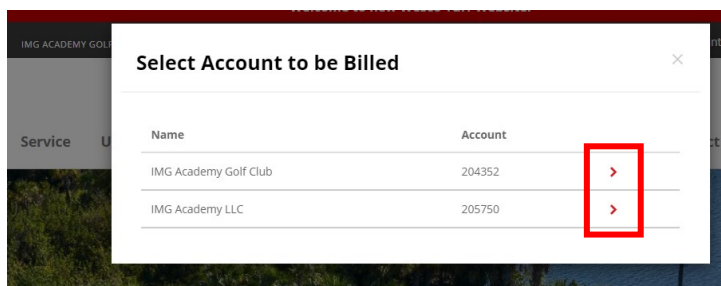 IMG ACADEMY GOLF
Select Account to be Billed
×
Service
Name Account
IMG Academy Golf Club 204352 >
IMG Academy LLC 205750 >